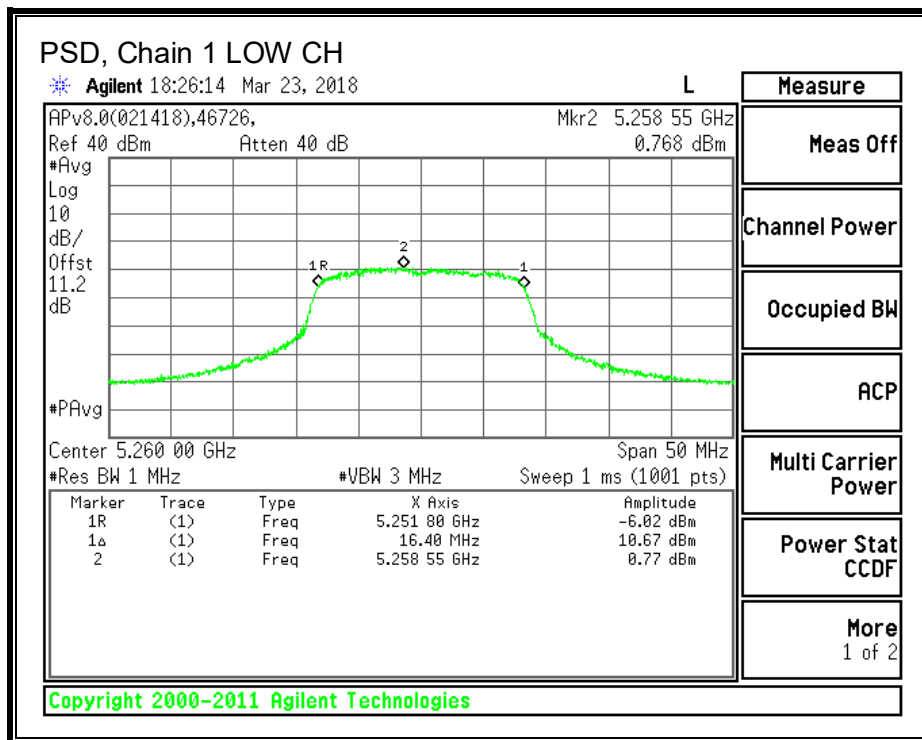 PSD, Chain 1 LOW CH
Agilent 18:26:14 Mar 23, 2018 L
Measure
APv8.0(021418),46726, Mkr2 5.258 55 GHz
Ref 40 dBm Atten 40 dB 0.768 dBm
Meas Off
#Avg
Log
10
dB/
Offst
11.2
dB
#PAvg
1R
2
1
Channel Power
Occupied BW
ACP
Center 5.260 00 GHz Span 50 MHz
#Res BW 1 MHz #VBW 3 MHz Sweep 1 ms (1001 pts)
Multi Carrier
Power
Marker Trace Type X Axis Amplitude
1R (1) Freq 5.251 80 GHz -6.02 dBm
1Δ (1) Freq 16.40 MHz 10.67 dBm
2 (1) Freq 5.258 55 GHz 0.77 dBm
Power Stat
CCDF
More
1 of 2
Copyright 2000-2011 Agilent Technologies